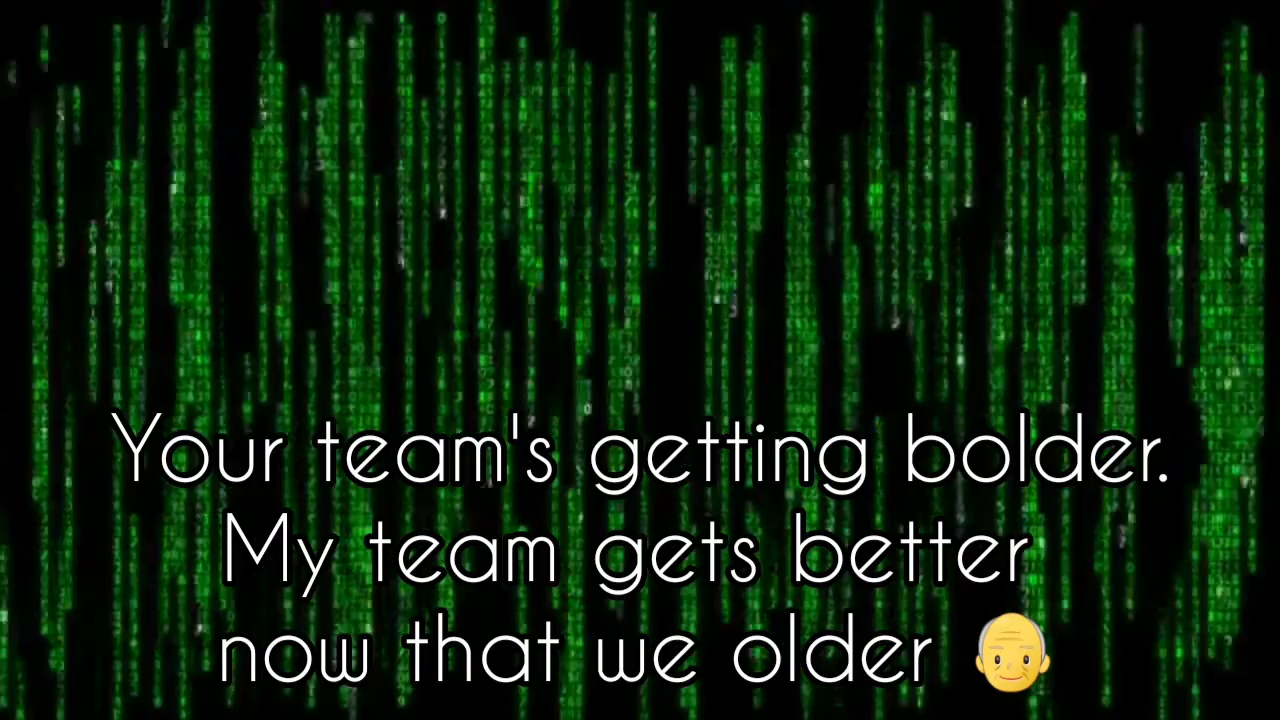 Your team's getting bolder.
My team gets better
now that we older 👴